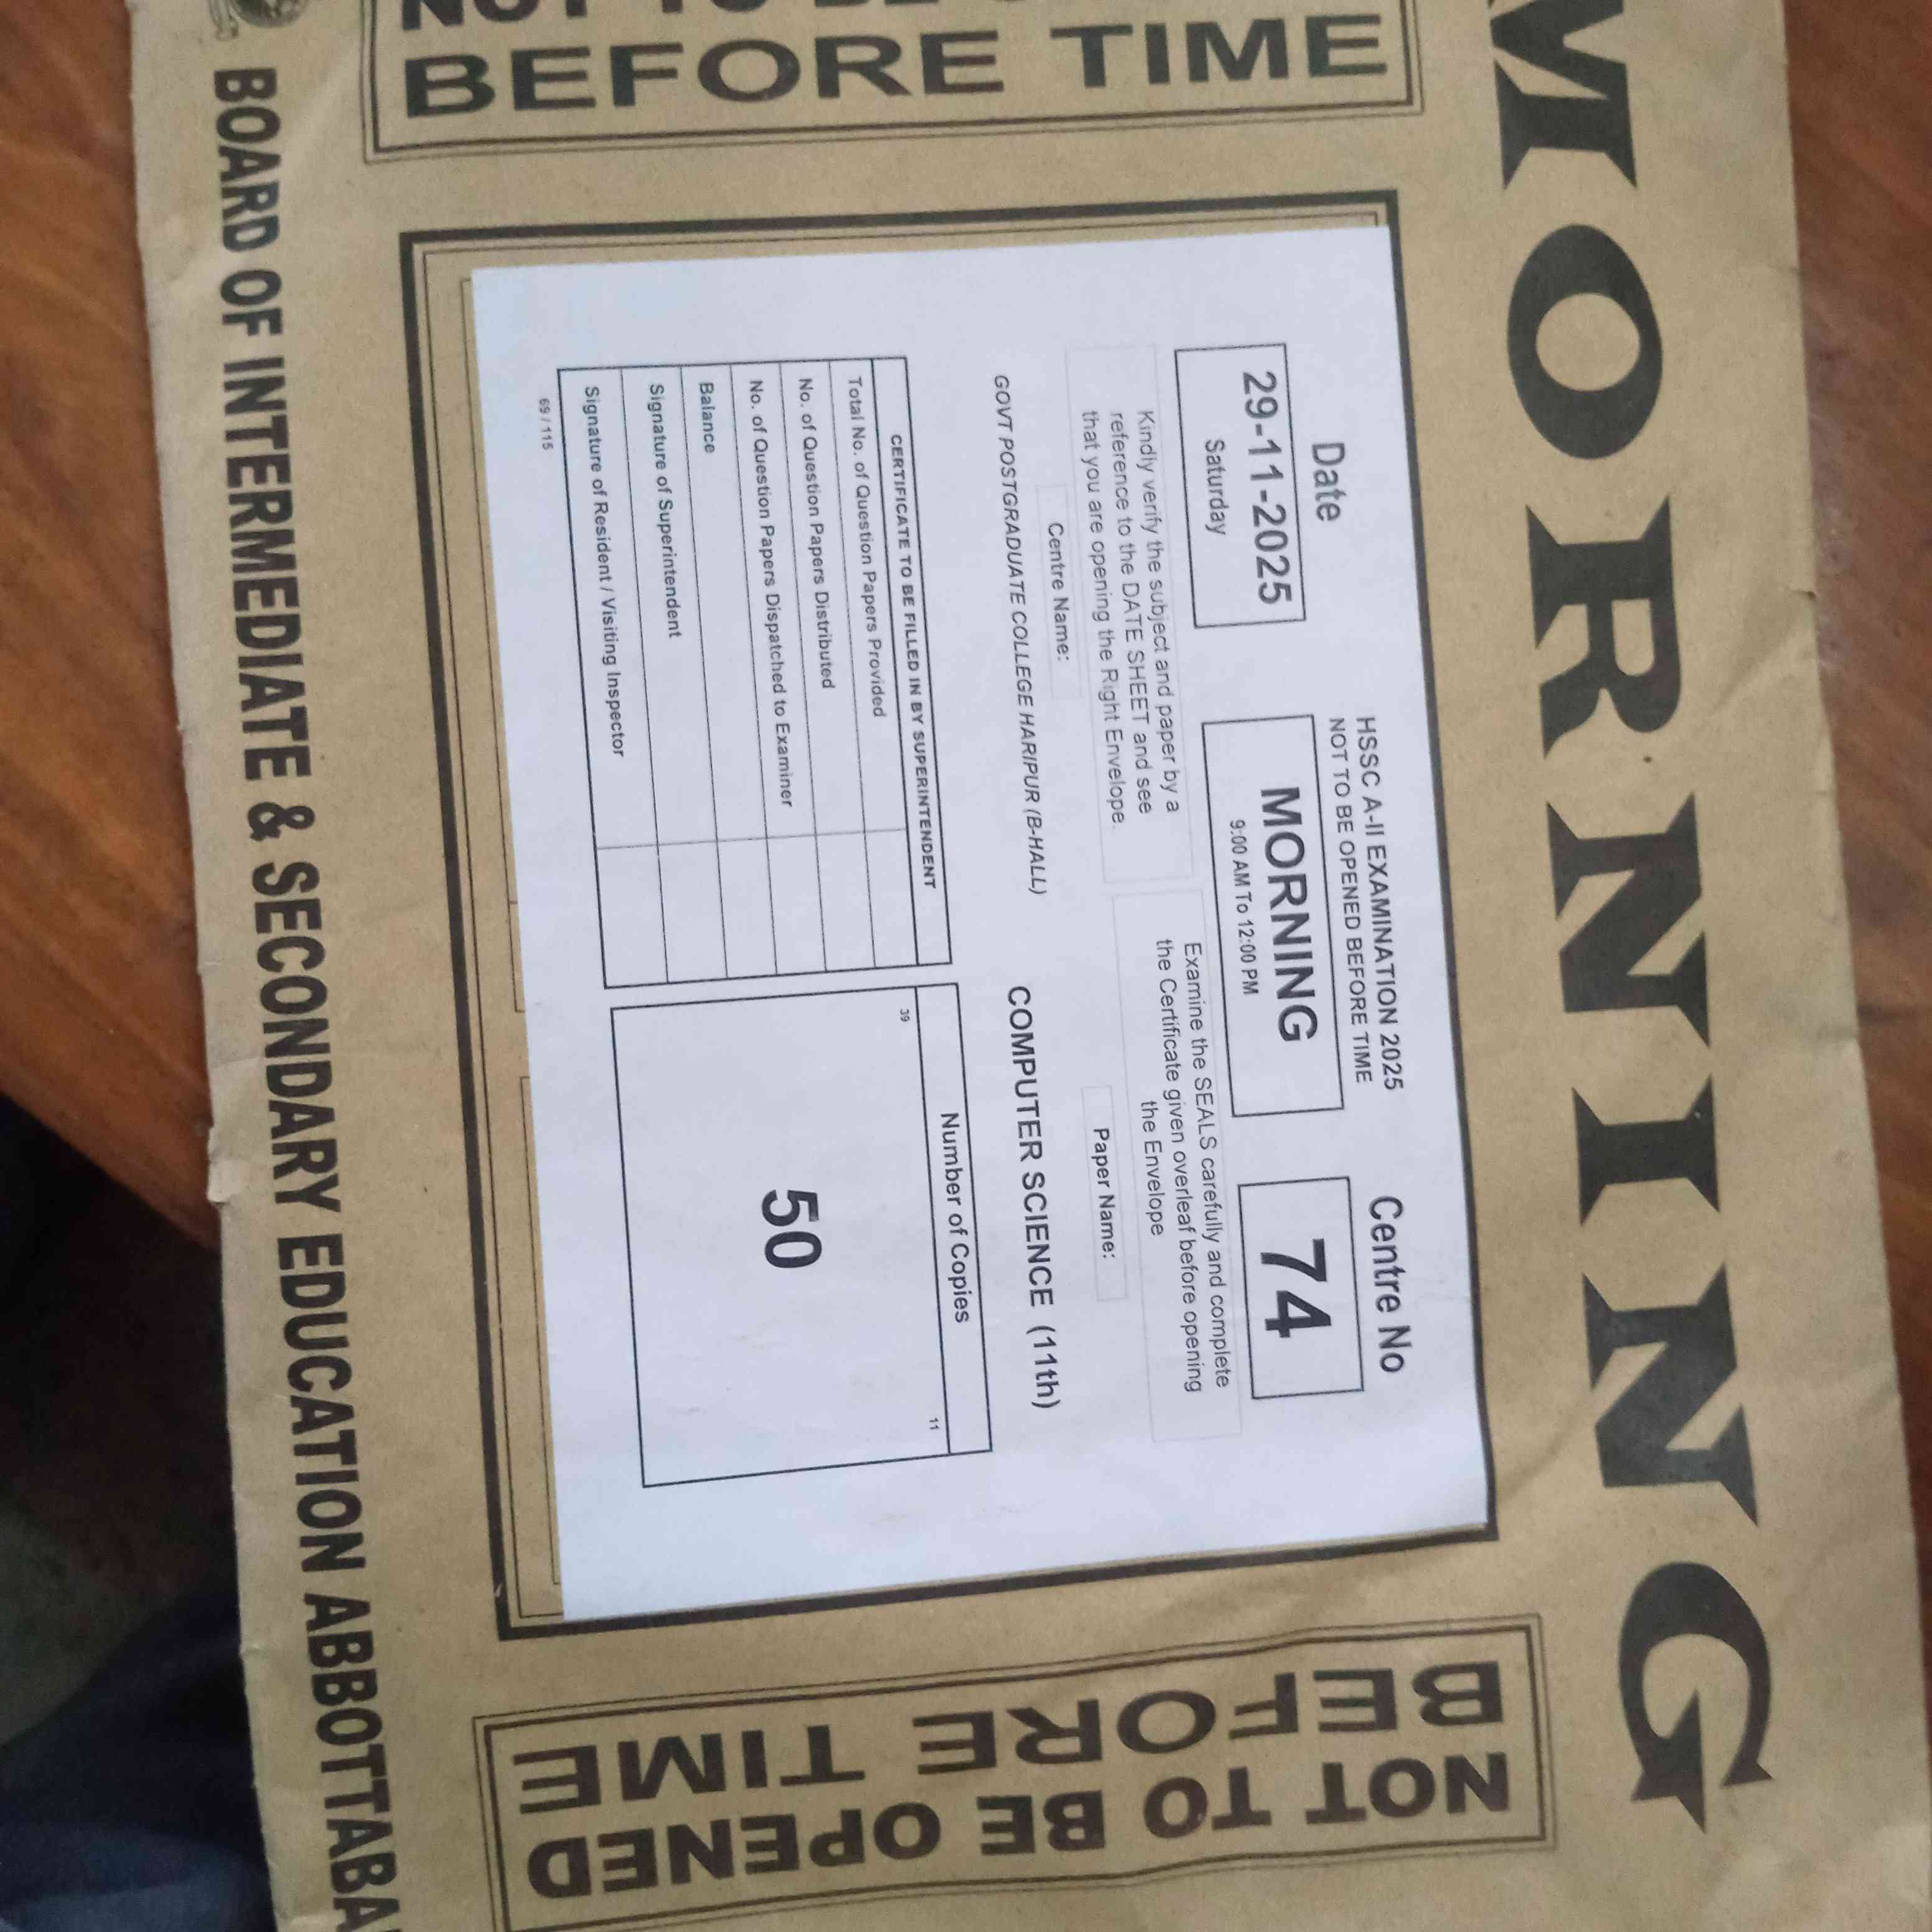 MORNING
NOT TO BE
BEFORE TIME
Date
29-11-2025
Saturday
HSSC A-II EXAMINATION 2025
NOT TO BE OPENED BEFORE TIME
MORNING
9:00 AM To 12:00 PM
Centre No
74
Kindly verify the subject and paper by a
reference to the DATE SHEET and see
that you are opening the Right Envelope.
Examine the SEALS carefully and complete
the Certificate given overleaf before opening
the Envelope
Centre Name:
GOVT POSTGRADUATE COLLEGE HARIPUR (B-HALL)
Paper Name:
COMPUTER SCIENCE (11th)
CERTIFICATE TO BE FILLED IN BY SUPERINTENDENT
Total No. of Question Papers Provided
No. of Question Papers Distributed
No. of Question Papers Dispatched to Examiner
Balance
Signature of Superintendent
Signature of Resident / Visiting Inspector
69 / 115
Number of Copies
39
11
50
NOT TO BE OPENED
BEFORE TIME
BOARD OF INTERMEDIATE & SECONDARY EDUCATION ABBOTTABA